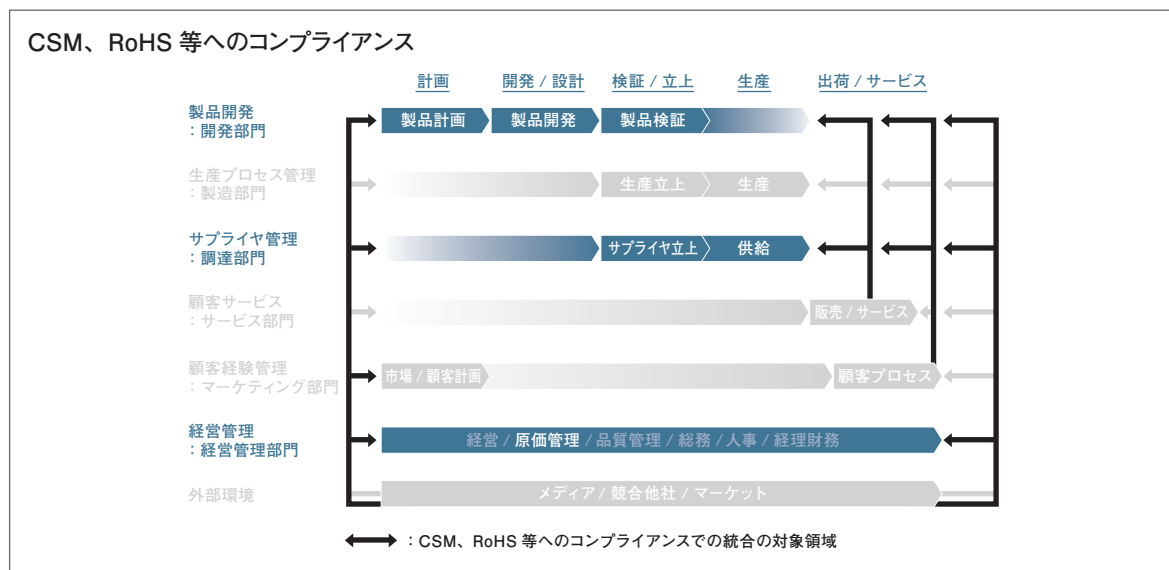 CSM、RoHS 等へのコンプライアンス
計画 開発 / 設計 検証 / 立上 生産 出荷 / サービス
製品開発
：開発部門
製品計画 製品開発 製品検証
生産プロセス管理
：製造部門
生産立上 生産
サプライヤ管理
：調達部門
サプライヤ立上 供給
顧客サービス
：サービス部門
販売 / サービス
顧客経験管理
：マーケティング部門
市場 / 顧客計画 顧客プロセス
経営管理
：経営管理部門
経営 / 原価管理 / 品質管理 / 総務 / 人事 / 経理財務
外部環境
メディア / 競合他社 / マーケット
：CSM、RoHS 等へのコンプライアンスでの統合の対象領域